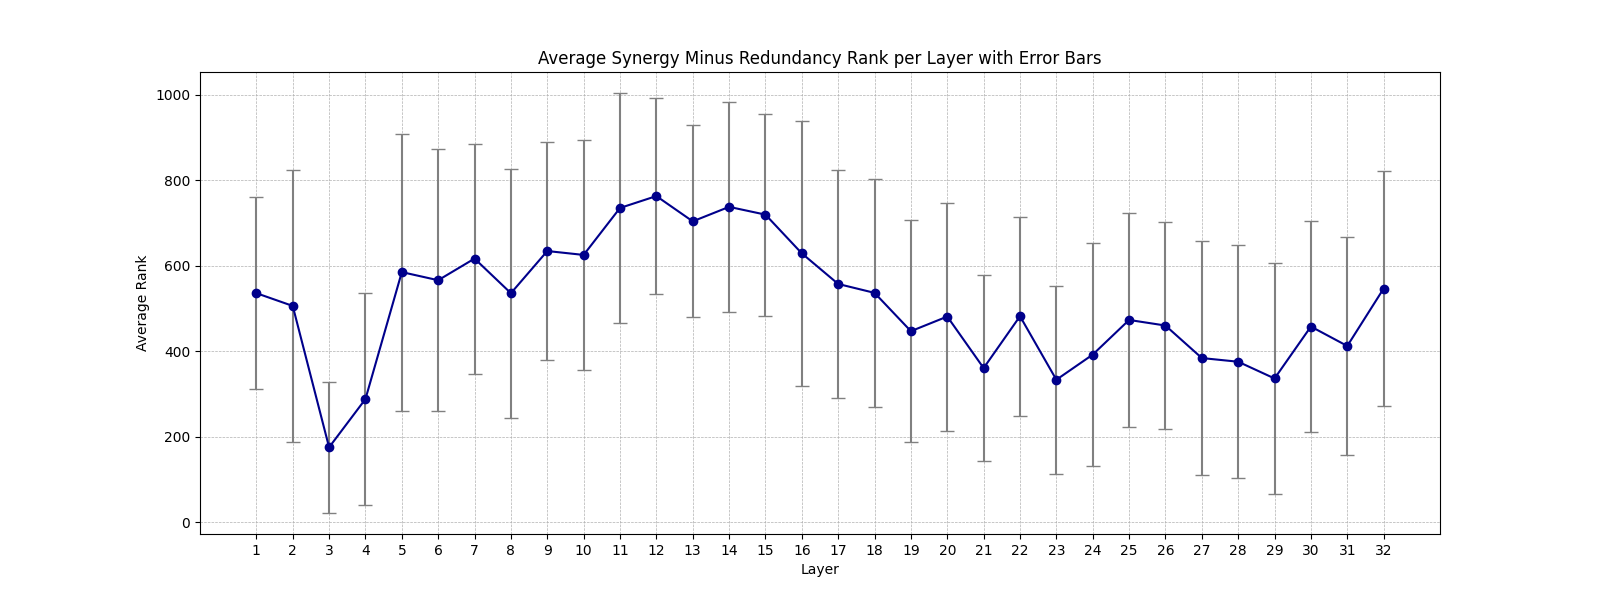 Average Synergy Minus Redundancy Rank per Layer with Error Bars
1000
800
600
400
200
0
Average Rank
1 2 3 4 5 6 7 8 9 10 11 12 13 14 15 16 17 18 19 20 21 22 23 24 25 26 27 28 29 30 31 32
Layer